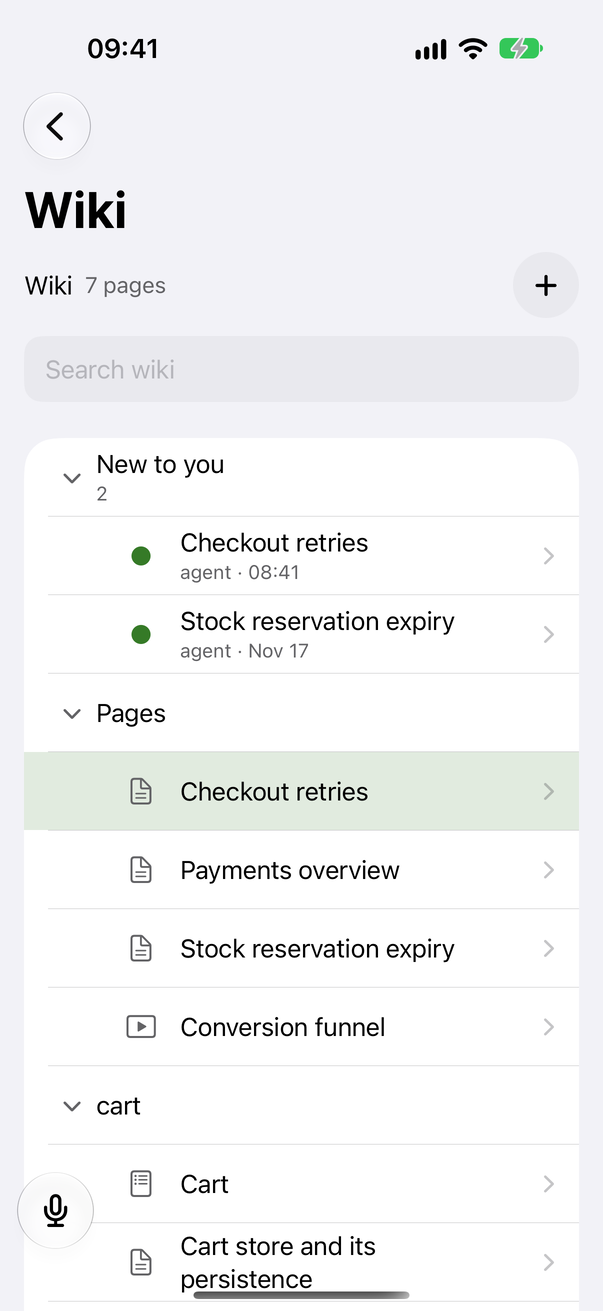 09:41
Wiki
Wiki 7 pages
Search wiki
New to you
2
Checkout retries
agent · 08:41
Stock reservation expiry
agent · Nov 17
Pages
Checkout retries
Payments overview
Stock reservation expiry
Conversion funnel
cart
Cart
Cart store and its
persistence